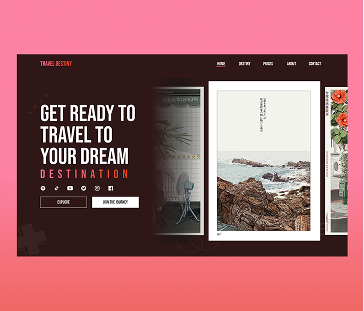 TRAVEL DESTINY
HOME DESTINY PRICES ABOUT CONTACT
GET READY TO
TRAVEL TO
YOUR DREAM
DESTINATION
EXPLORE
JOIN THE JOURNEY